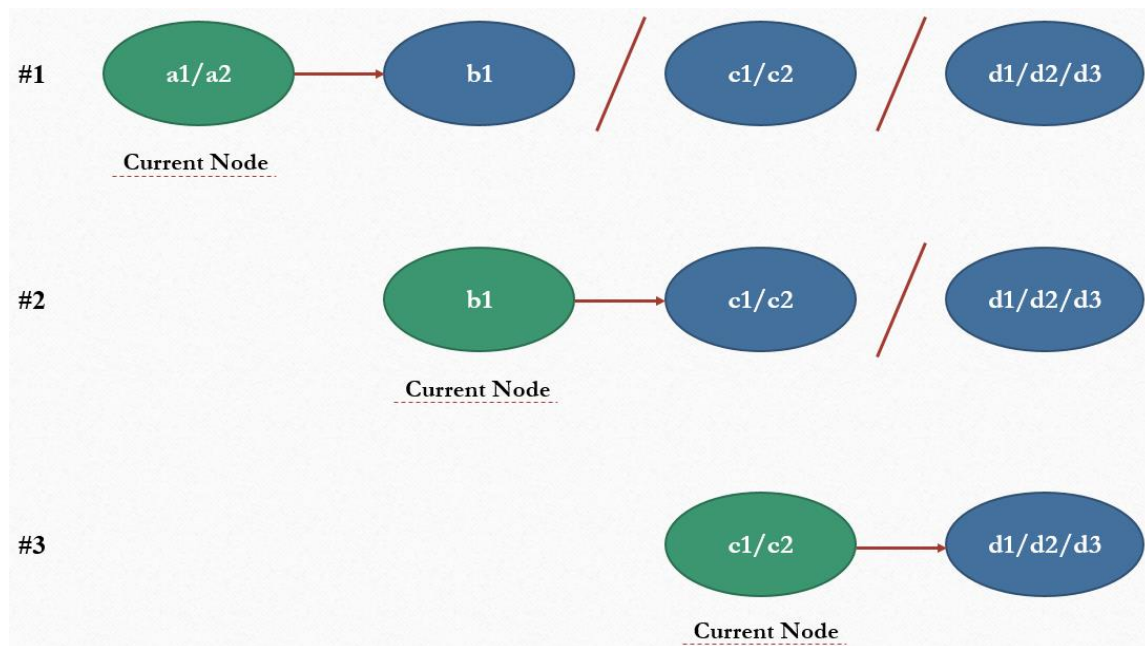 #1 a1/a2 b1 c1/c2 d1/d2/d3
Current Node
#2 b1 c1/c2 d1/d2/d3
Current Node
#3 c1/c2 d1/d2/d3
Current Node